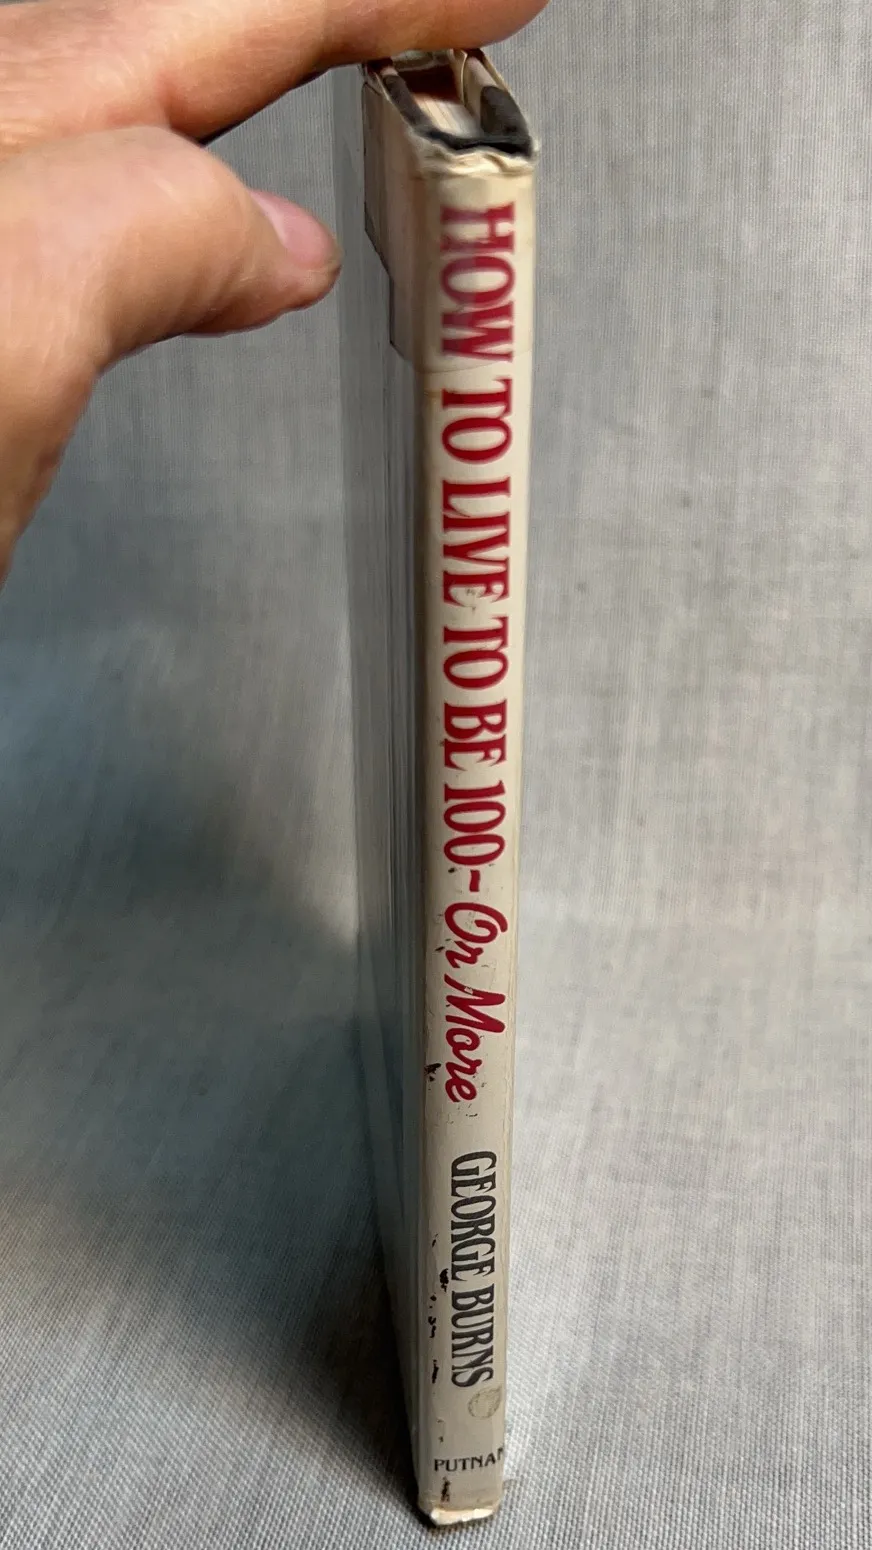 HOW TO LIVE TO BE 100~Or More
GEORGE BURNS
PUTNAM